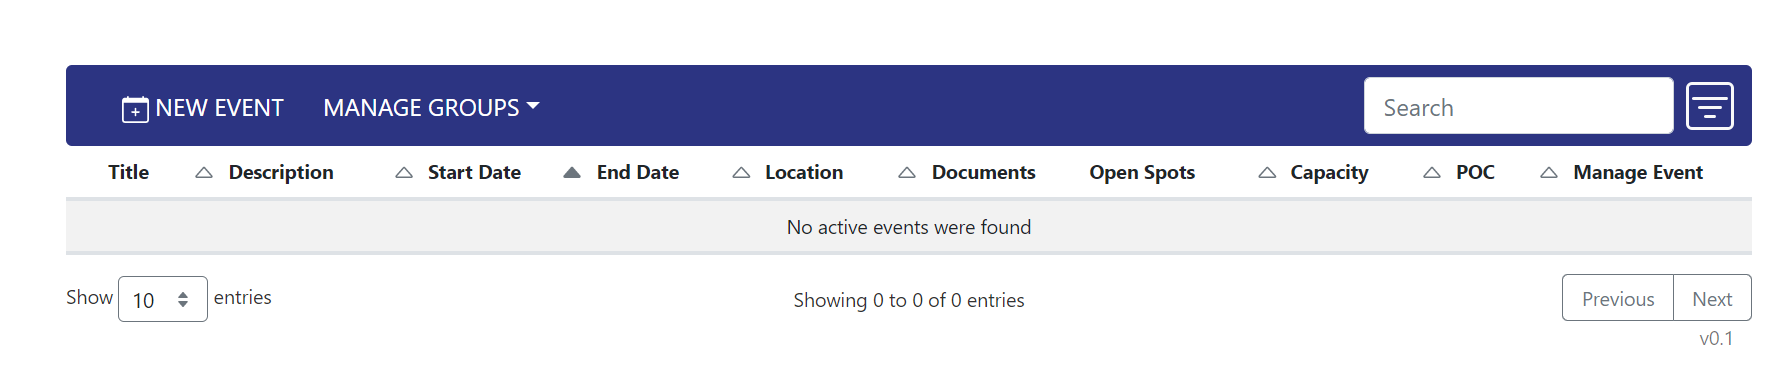 NEW EVENT MANAGE GROUPS Search
Title Description Start Date End Date Location Documents Open Spots Capacity POC Manage Event
No active events were found
Show 10 entries Showing 0 to 0 of 0 entries Previous Next
v0.1